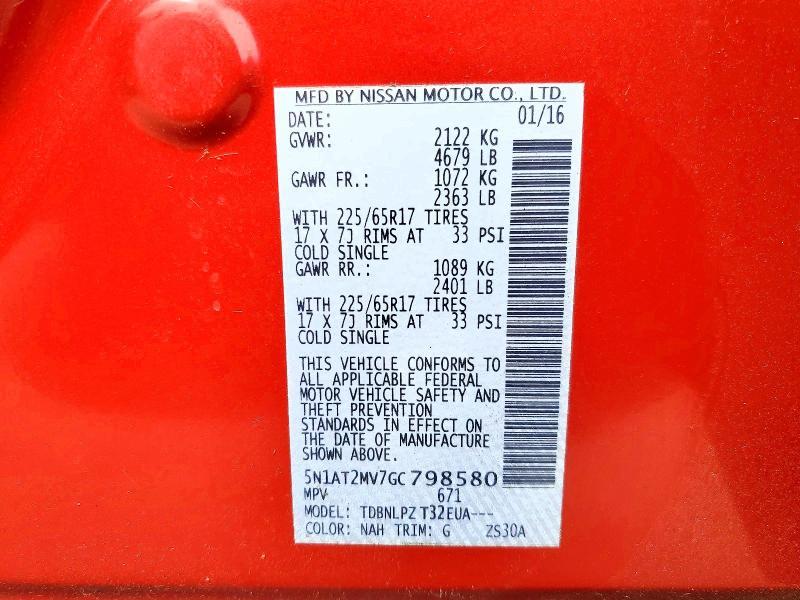 MFD BY NISSAN MOTOR CO., LTD.
DATE: 01/16
GVWR: 2122 KG
4679 LB
GAWR FR.: 1072 KG
2363 LB
WITH 225/65R17 TIRES
17 X 7J RIMS AT 33 PSI
COLD SINGLE
GAWR RR.: 1089 KG
2401 LB
WITH 225/65R17 TIRES
17 X 7J RIMS AT 33 PSI
COLD SINGLE
THIS VEHICLE CONFORMS TO
ALL APPLICABLE FEDERAL
MOTOR VEHICLE SAFETY AND
THEFT PREVENTION
STANDARDS IN EFFECT ON
THE DATE OF MANUFACTURE
SHOWN ABOVE.
5N1AT2MV7GC798580
MPV 671
MODEL: TDBNLPZ T32EUA---
COLOR: NAH TRIM: G ZS30A